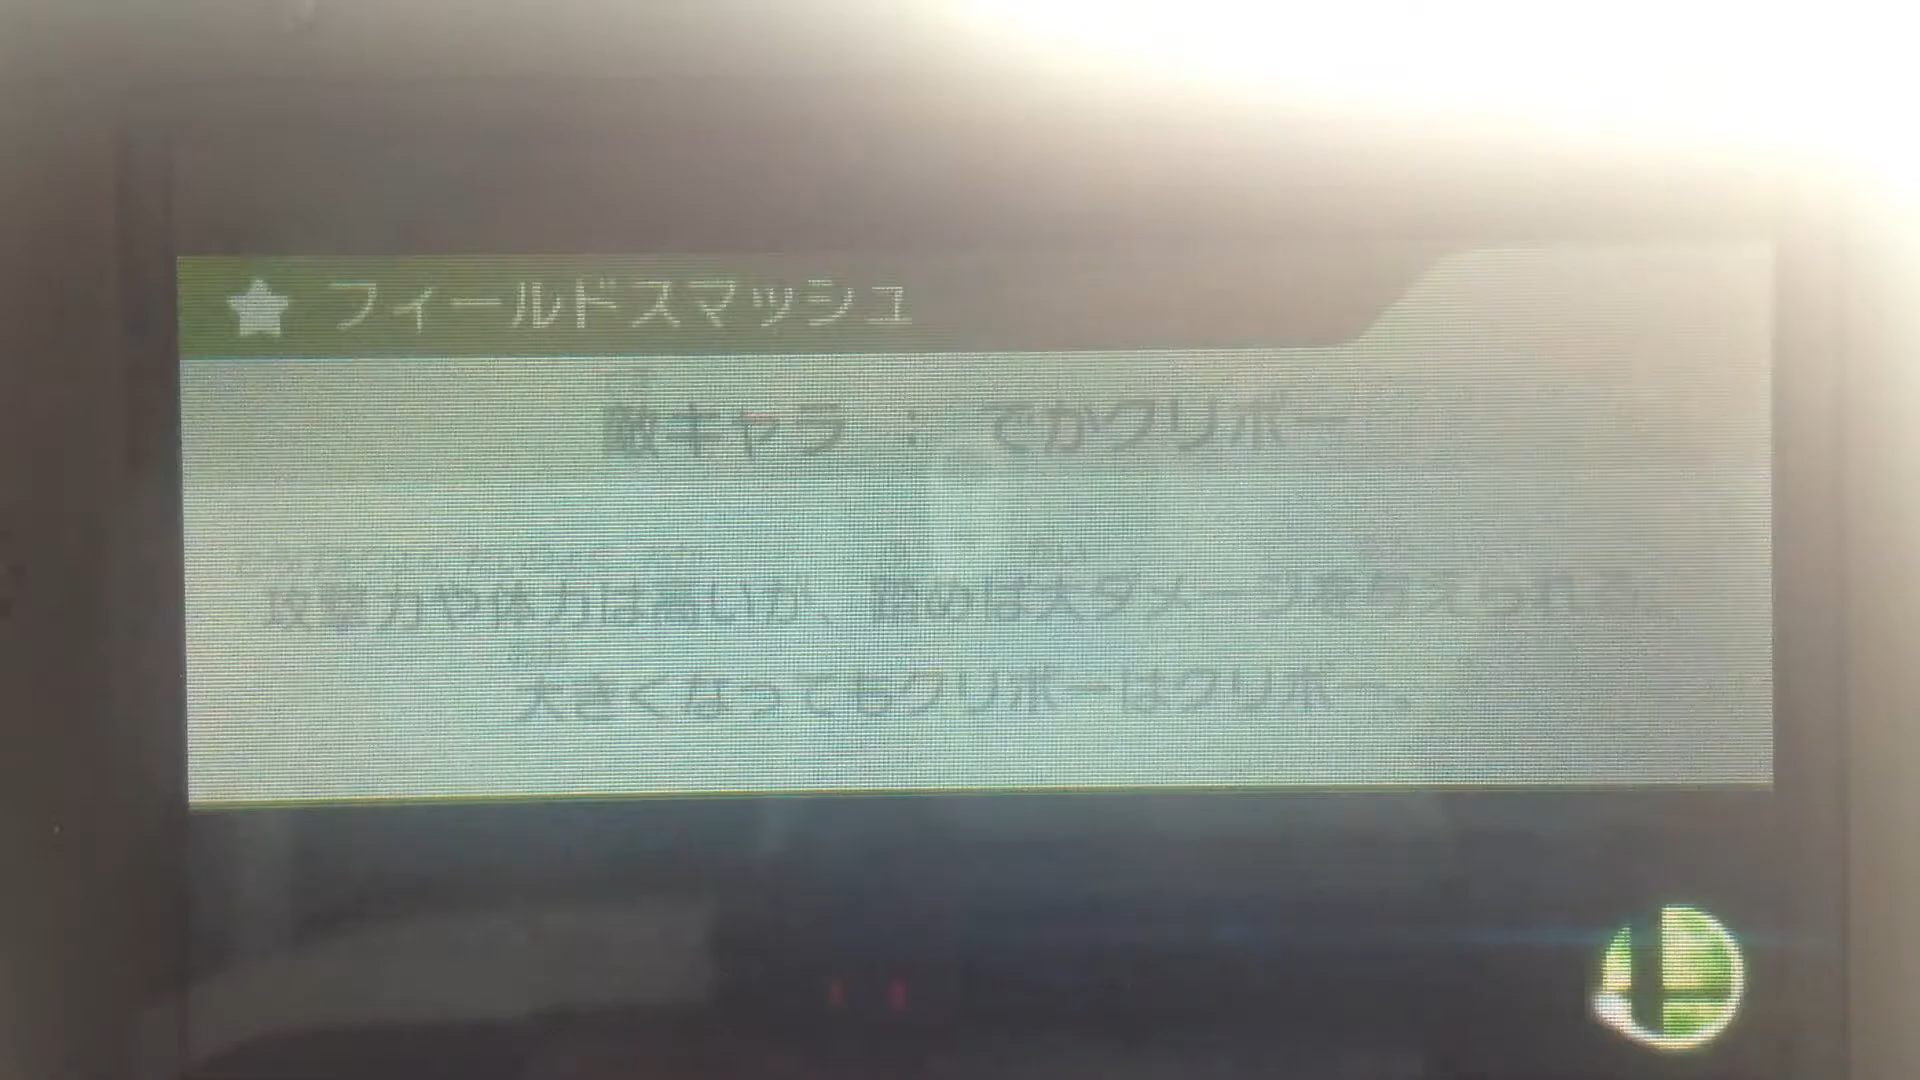 フィールドスマッシュ
敵キャラ : でかクリボー
攻撃力や体力は高いが、踏めば大ダメージを与えられる。
大きくなってもクリボーはクリボー。